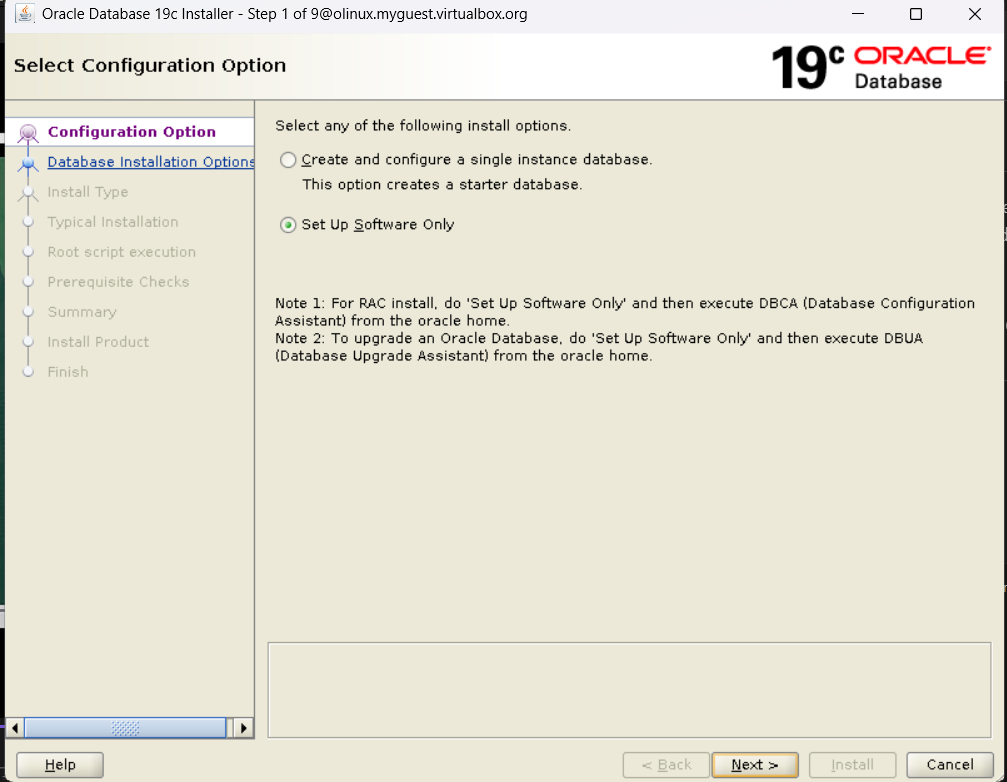 Oracle Database 19c Installer - Step 1 of 9@olinux.myguest.virtualbox.org
Select Configuration Option
19c ORACLE
Database
Configuration Option
Database Installation Options
Install Type
Typical Installation
Root script execution
Prerequisite Checks
Summary
Install Product
Finish
Select any of the following install options.
Create and configure a single instance database.
This option creates a starter database.
Set Up Software Only
Note 1: For RAC install, do 'Set Up Software Only' and then execute DBCA (Database Configuration
Assistant) from the oracle home.
Note 2: To upgrade an Oracle Database, do 'Set Up Software Only' and then execute DBUA
(Database Upgrade Assistant) from the oracle home.
Help
< Back
Next >
Install
Cancel